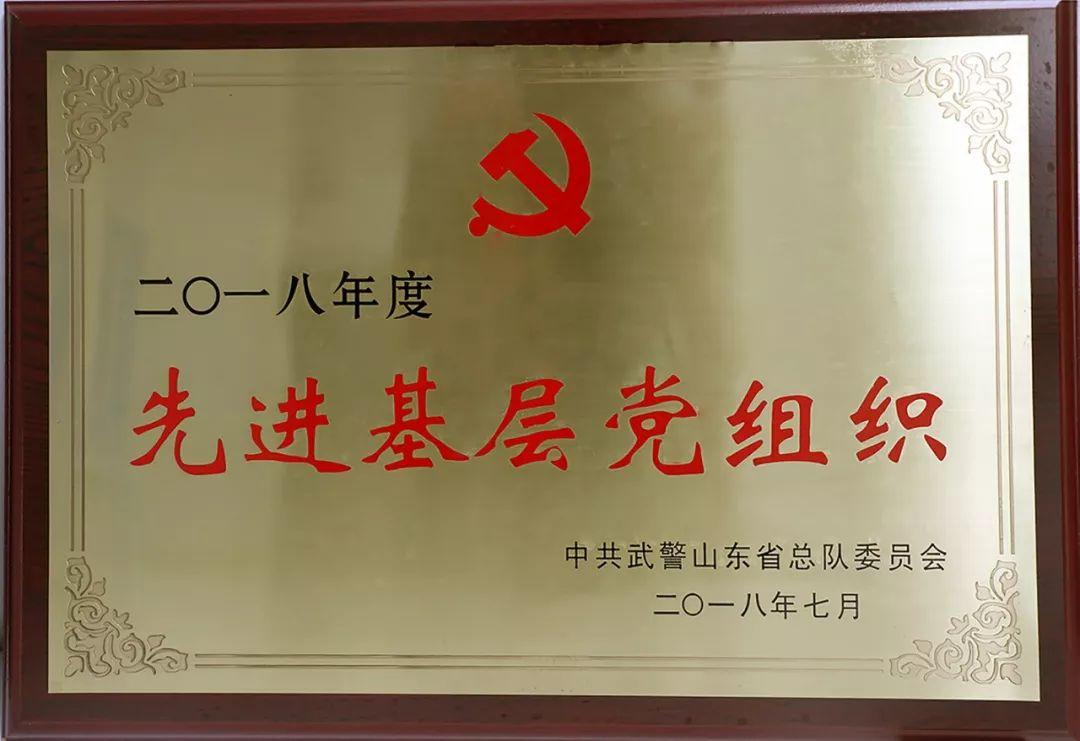 二〇一八年度
先进基层党组织
中共武警山东省总队委员会
二〇一八年七月